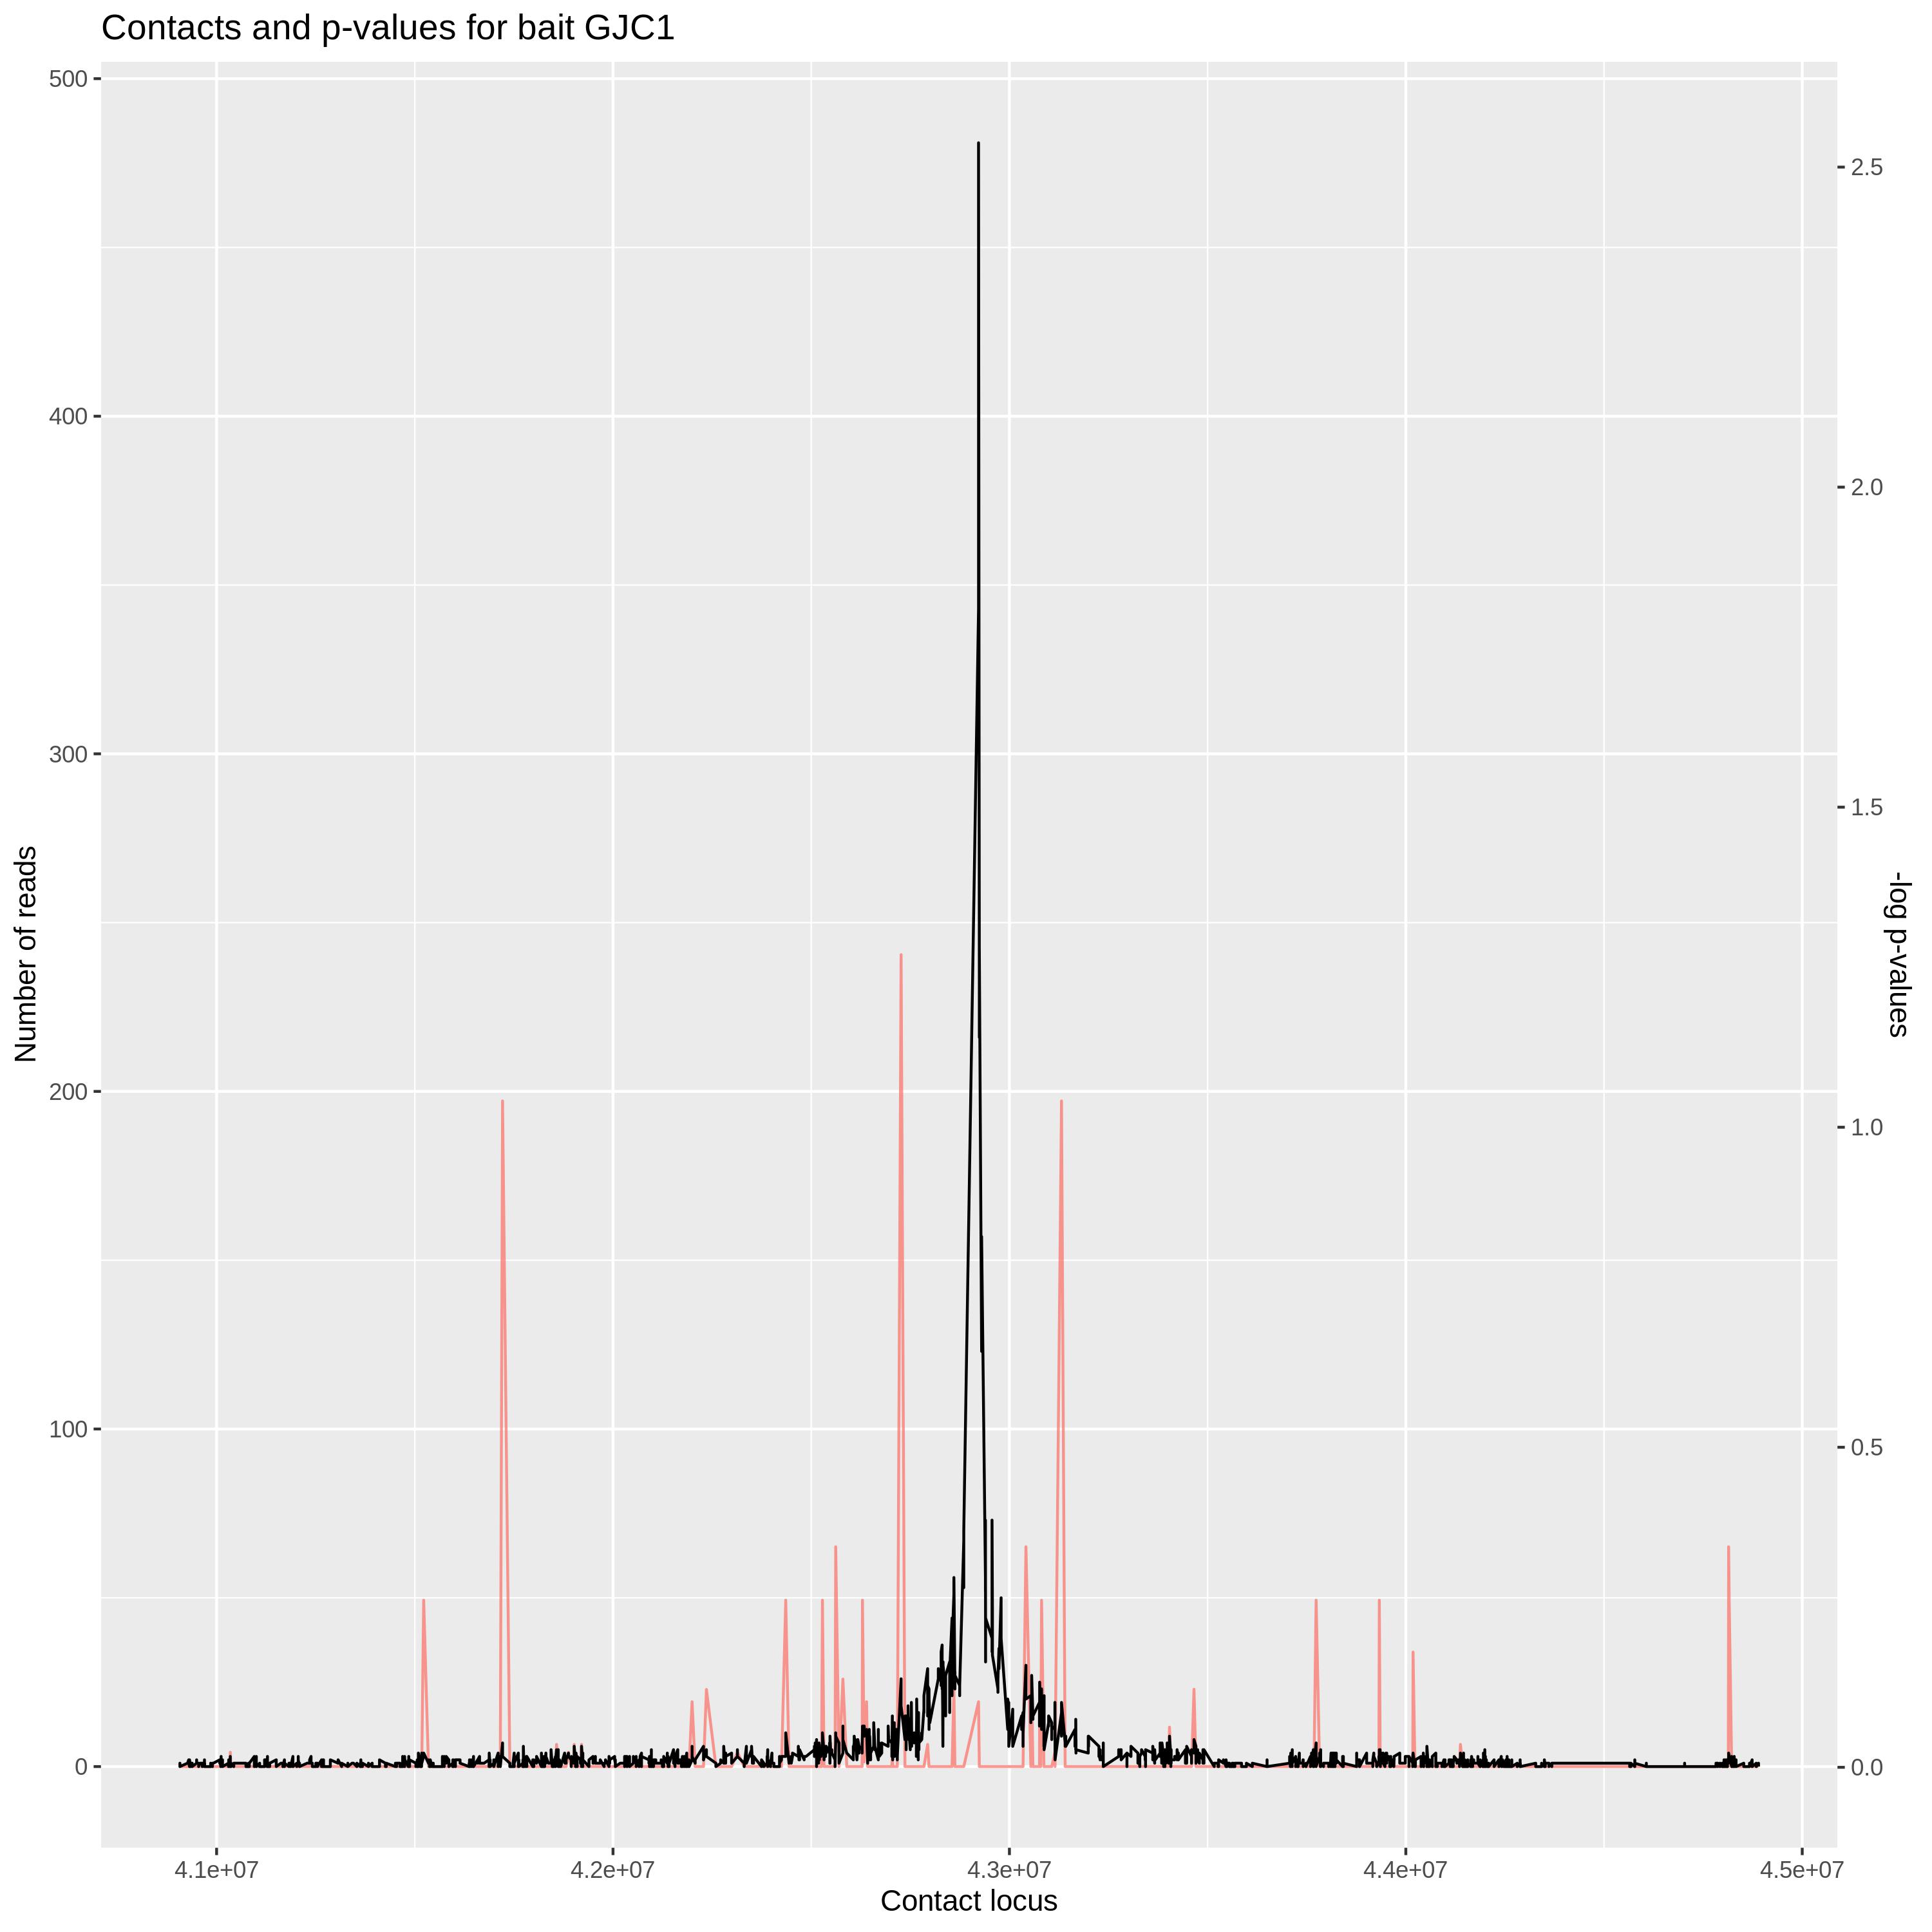 Contacts and p-values for bait GJC1
500
400
300
200
100
0
Number of reads
2.5
2.0
1.5
1.0
0.5
0.0
-log p-values
4.1e+07 4.2e+07 4.3e+07 4.4e+07 4.5e+07
Contact locus